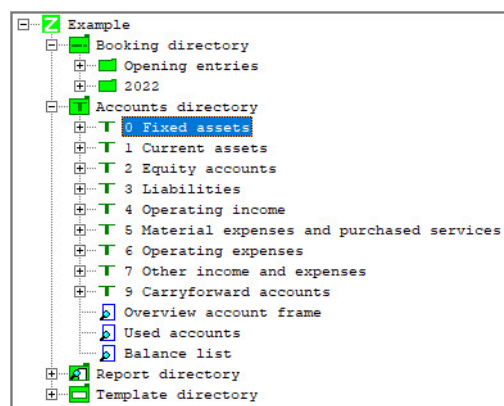 Example
Booking directory
Opening entries
2022
Accounts directory
0 Fixed assets
1 Current assets
2 Equity accounts
3 Liabilities
4 Operating income
5 Material expenses and purchased services
6 Operating expenses
7 Other income and expenses
9 Carryforward accounts
Overview account frame
Used accounts
Balance list
Report directory
Template directory